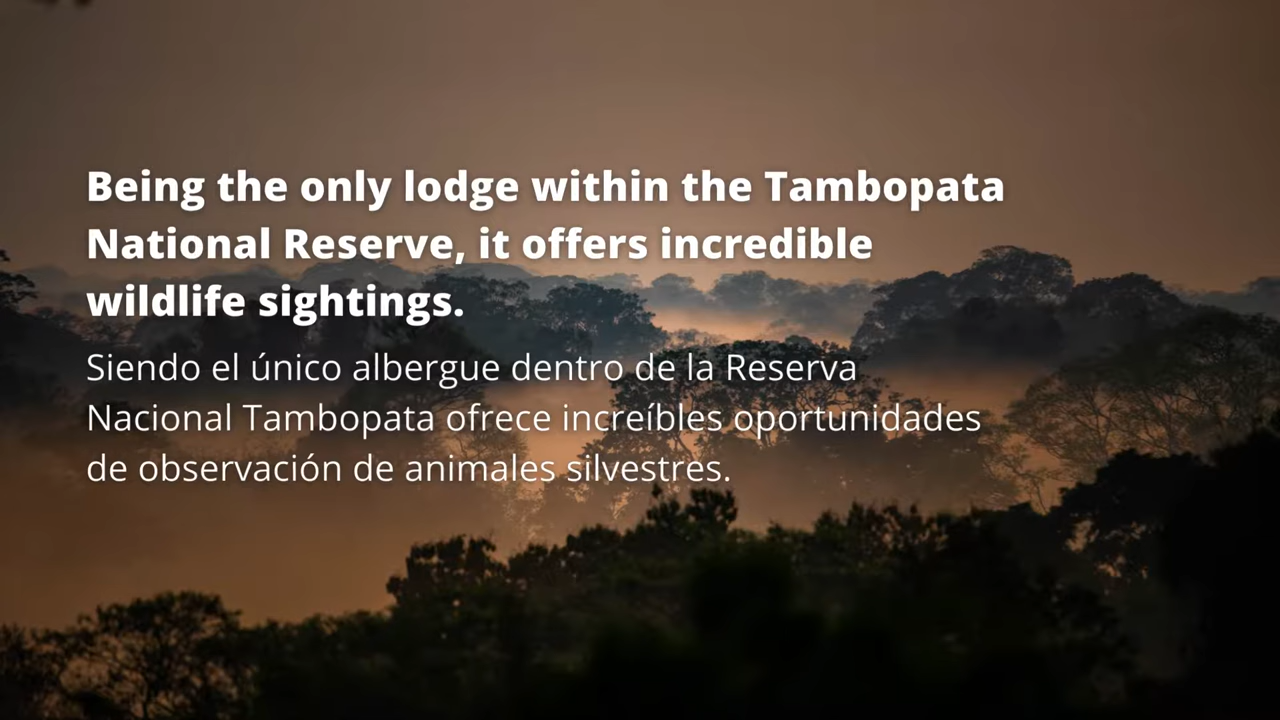 Being the only lodge within the Tambopata
National Reserve, it offers incredible
wildlife sightings.
Siendo el único albergue dentro de la Reserva
Nacional Tambopata ofrece increíbles oportunidades
de observación de animales silvestres.